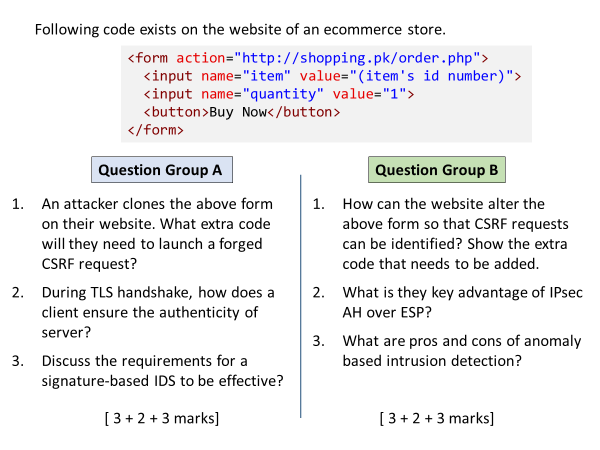 Following code exists on the website of an ecommerce store.
<form action="http://shopping.pk/order.php">
<input name="item" value="(item's id number)">
<input name="quantity" value="1">
<button>Buy Now</button>
</form>
Question Group A
1. An attacker clones the above form
on their website. What extra code
will they need to launch a forged
CSRF request?
2. During TLS handshake, how does a
client ensure the authenticity of
server?
3. Discuss the requirements for a
signature-based IDS to be effective?
[ 3 + 2 + 3 marks]
Question Group B
1. How can the website alter the
above form so that CSRF requests
can be identified? Show the extra
code that needs to be added.
2. What is they key advantage of IPsec
AH over ESP?
3. What are pros and cons of anomaly
based intrusion detection?
[ 3 + 2 + 3 marks]